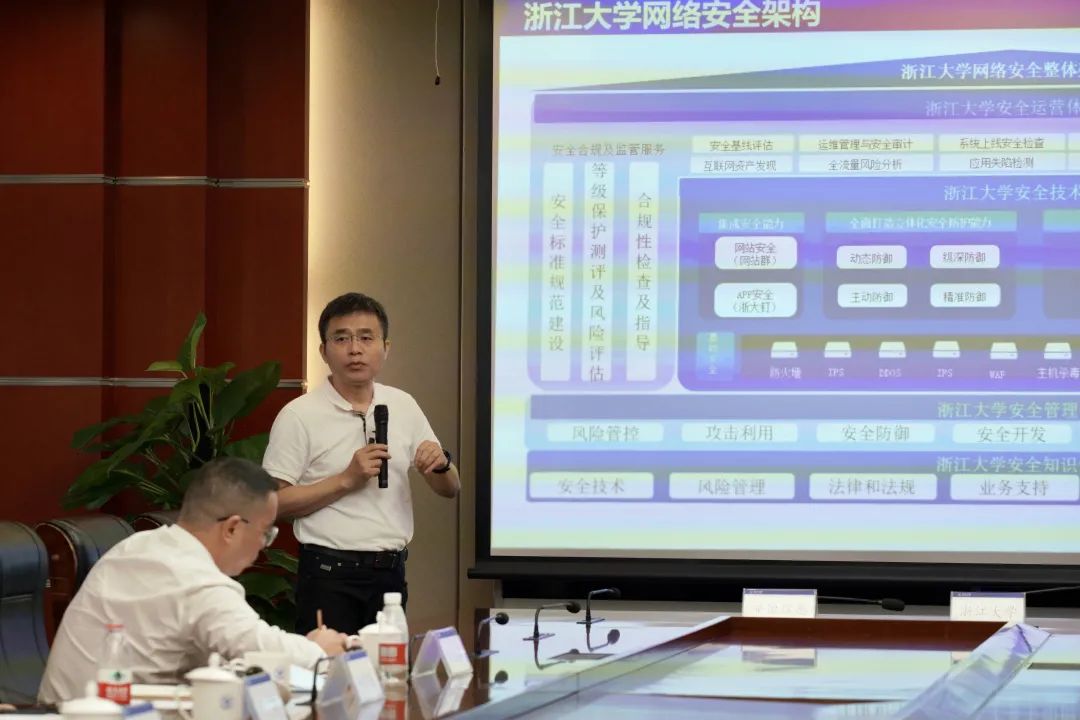 浙江大学网络安全架构
浙江大学网络安全整体
浙江大学安全运营体
安全合规及监管服务
安全标准规范建设
等级保护测评及风险评估
合规性检查及指导
安全基线评估
运维管理与安全审计
系统上线安全检查
互联网资产发现
全流量风险分析
应用失陷检测
浙江大学安全技术
集成安全能力
全面打造立体化安全防护能力
网站安全
（网站群）
动态防御
纵深防御
APP安全
（浙大钉）
主动防御
精准防御
防火墙
IPS
DDOS
IPS
WAF
主机杀毒
浙江大学安全管理
风险管控
攻击利用
安全防御
安全开发
浙江大学安全知识
安全技术
风险管理
法律和法规
业务支持
浙江大学